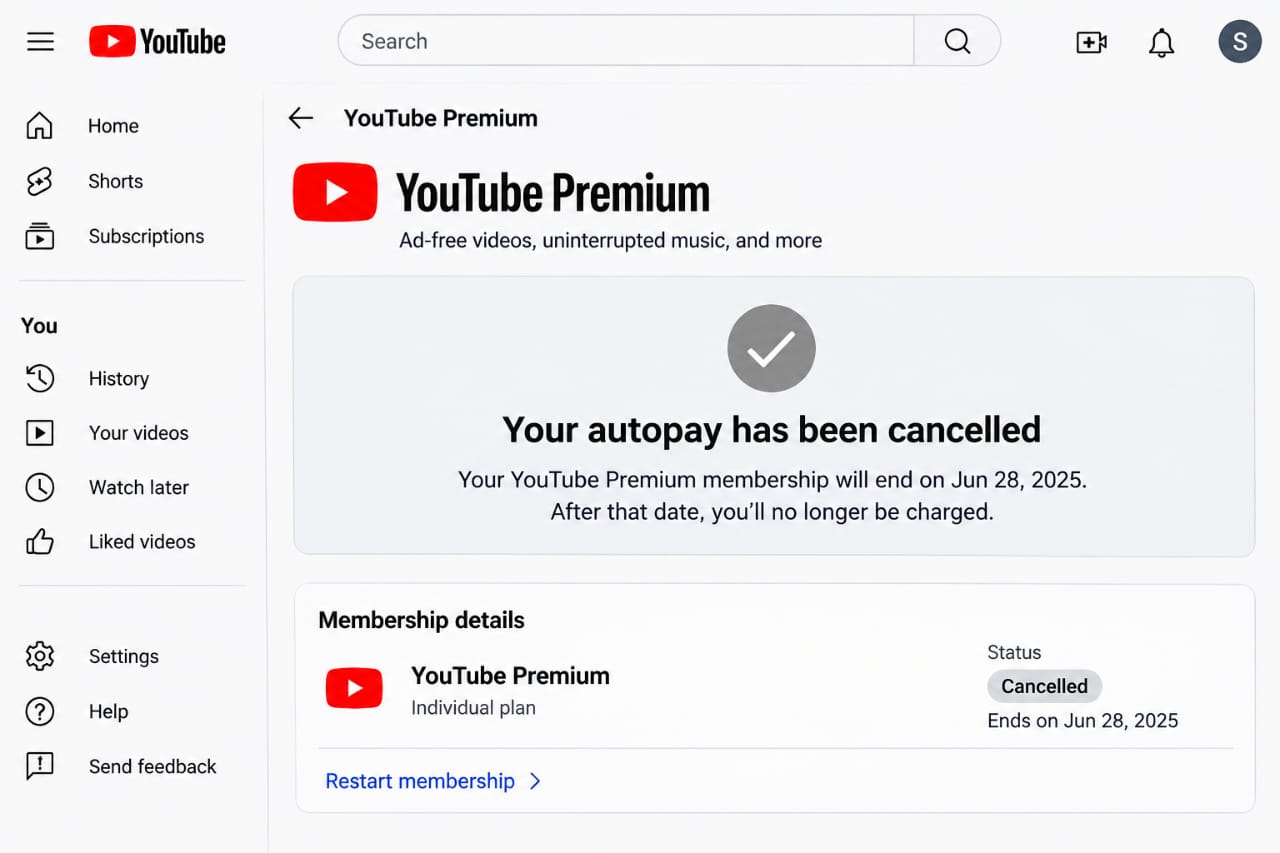 YouTube
Search
S
Home
Shorts
Subscriptions
You
History
Your videos
Watch later
Liked videos
Settings
Help
Send feedback
YouTube Premium
YouTube Premium
Ad-free videos, uninterrupted music, and more
Your autopay has been cancelled
Your YouTube Premium membership will end on Jun 28, 2025.
After that date, you’ll no longer be charged.
Membership details
YouTube Premium
Individual plan
Status
Cancelled
Ends on Jun 28, 2025
Restart membership